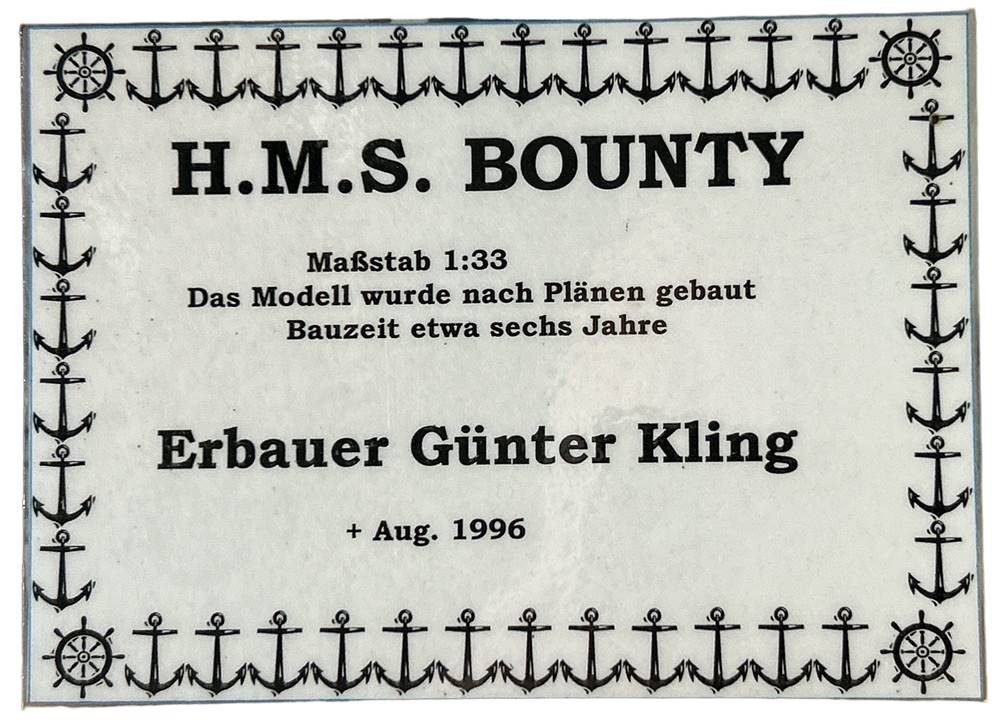 H.M.S. BOUNTY
Maßstab 1:33
Das Modell wurde nach Plänen gebaut
Bauzeit etwa sechs Jahre
Erbauer Günter Kling
+ Aug. 1996